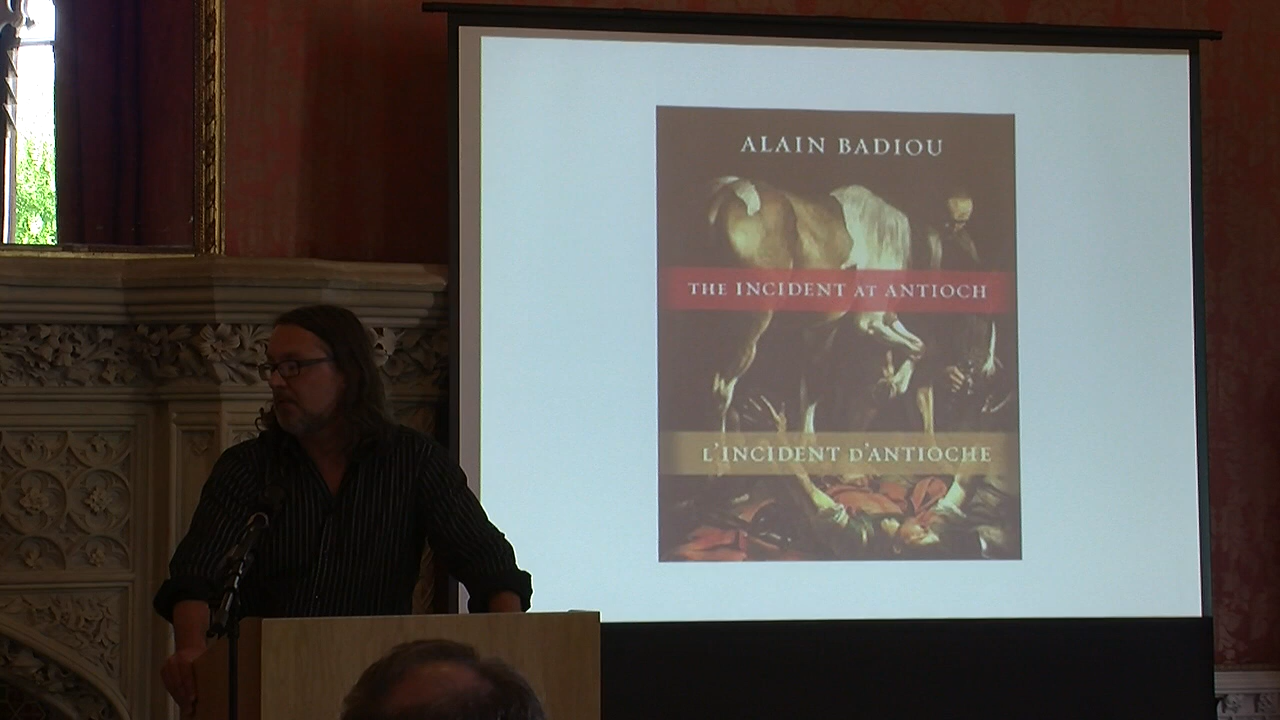 ALAIN BADIOU
THE INCIDENT AT ANTIOCH
L'INCIDENT D'ANTIOCHE